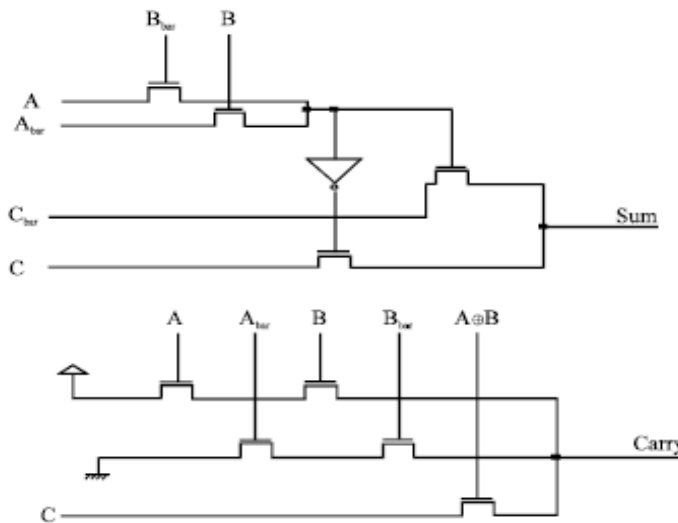 B_bar B
A
A_bar
C_bar Sum
C
A A_bar B B_bar A⊕B
Carry
C